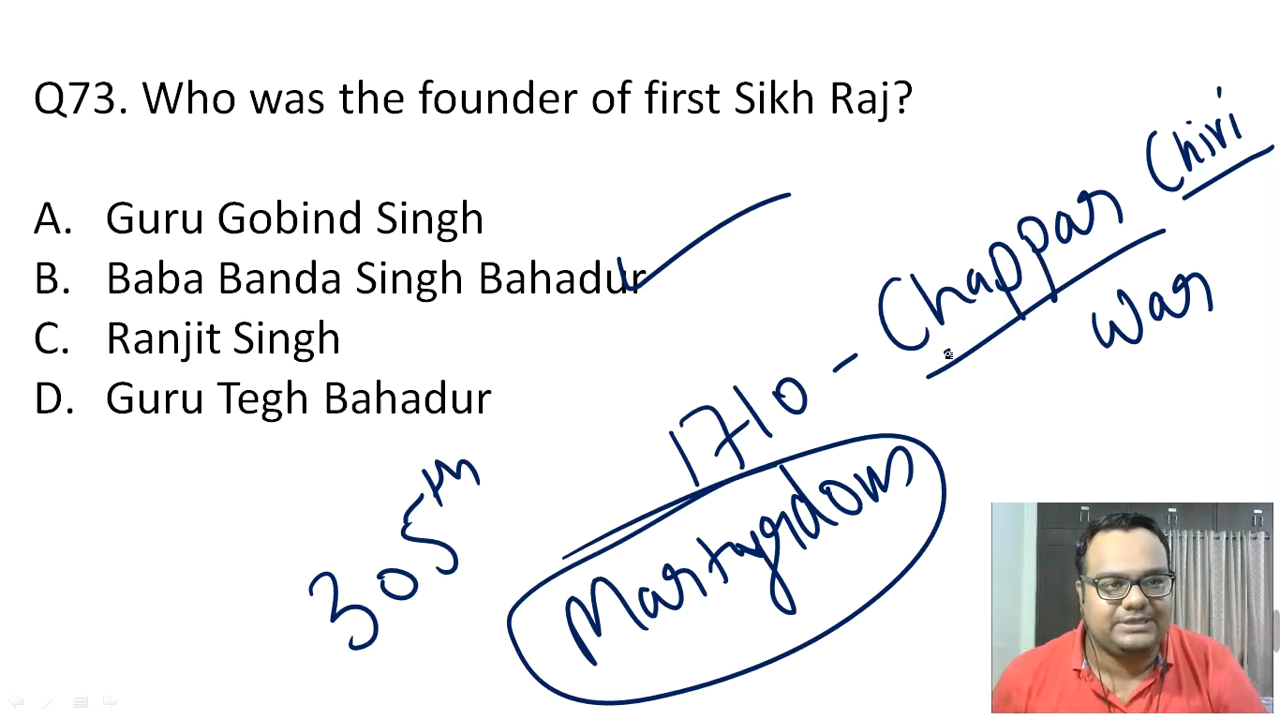 Q73. Who was the founder of first Sikh Raj?
A. Guru Gobind Singh
B. Baba Banda Singh Bahadur
C. Ranjit Singh
D. Guru Tegh Bahadur
1710 - Chappar Chiri
War
305th
Martyrdom